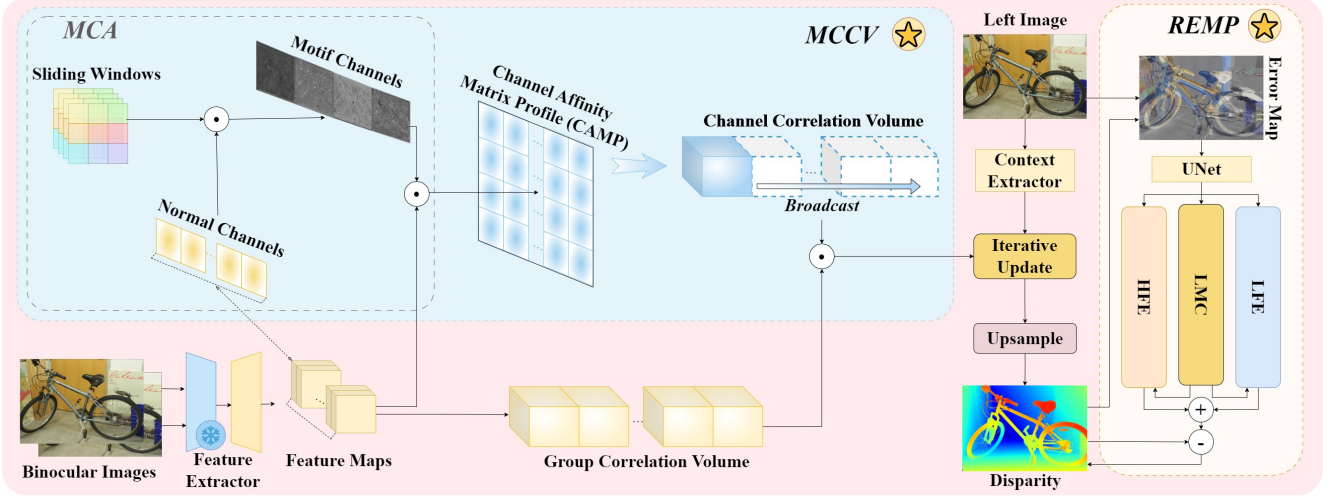 MCA
MCCV
Left Image
REMP
Sliding Windows
Motif Channels
Channel Affinity
Matrix Profile (CAMP)
Channel Correlation Volume
Error Map
Context
Extractor
UNet
Normal Channels
...
...
...
...
Broadcast
Iterative
Update
HFE
LMC
LFE
Upsample
...
...
+
-
Binocular Images
Feature
Extractor
Feature Maps
Group Correlation Volume
Disparity